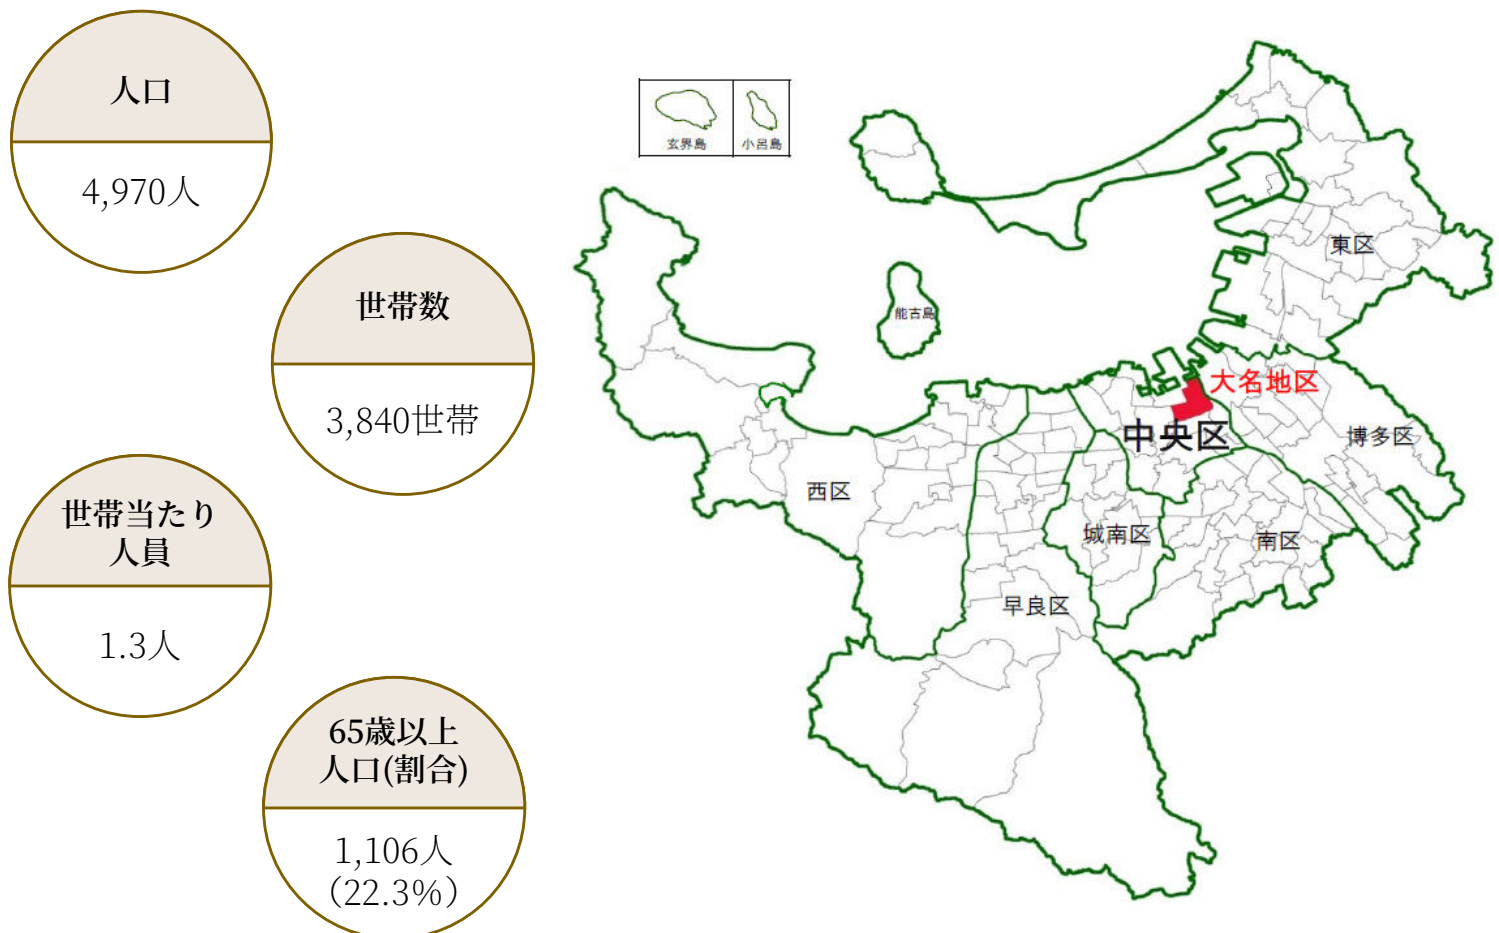 人口
4,970人
世帯数
3,840世帯
世帯当たり
人員
1.3人
65歳以上
人口(割合)
1,106人
（22.3%）
玄界島
小呂島
東区
能古島
大名地区
中央区
博多区
西区
城南区
南区
早良区